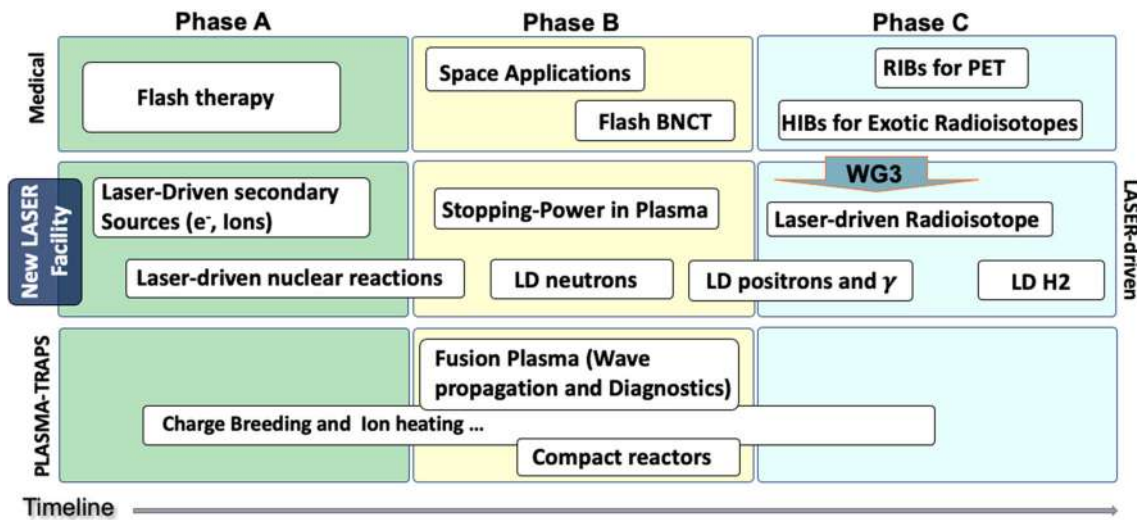 Phase A
Phase B
Phase C
Medical
Flash therapy
Space Applications
Flash BNCT
RIBs for PET
HIBs for Exotic Radioisotopes
New LASER
Facility
Laser-Driven secondary
Sources (e-, Ions)
Laser-driven nuclear reactions
Stopping-Power in Plasma
LD neutrons
WG3
Laser-driven Radioisotope
LD positrons and γ
LD H2
LASER-driven
PLASMA-TRAPS
Fusion Plasma (Wave
propagation and Diagnostics)
Charge Breeding and Ion heating ...
Compact reactors
Timeline